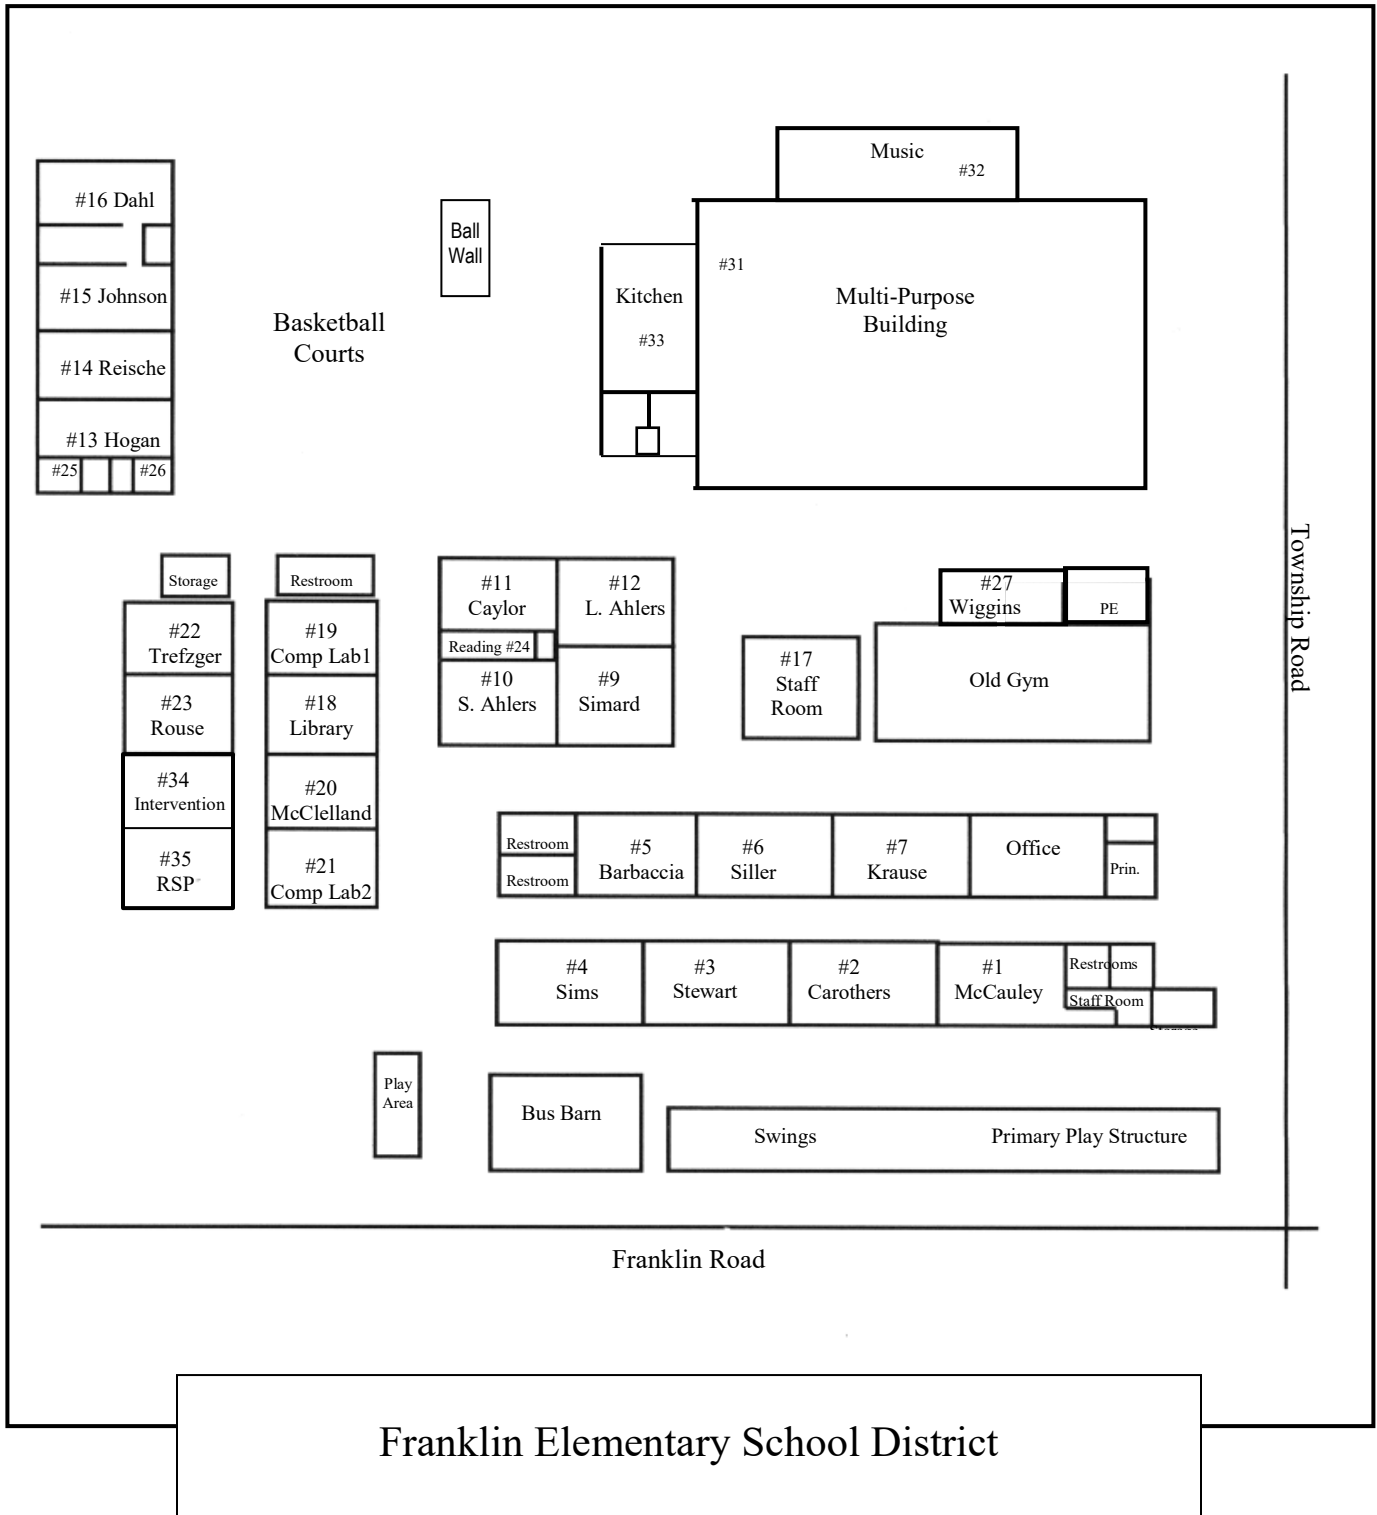 Music
#32
#16 Dahl
Ball
Wall
#31
Kitchen
#33
Multi-Purpose
Building
#15 Johnson
Basketball
Courts
#14 Reische
#13 Hogan
#25
#26
Township Road
Storage
Restroom
#22
Trefzger
#23
Rouse
#34
Intervention
#35
RSP
#19
Comp Lab1
#18
Library
#20
McClelland
#21
Comp Lab2
#11
Caylor
#12
L. Ahlers
Reading #24
#10
S. Ahlers
#9
Simard
#17
Staff
Room
#27
Wiggins
PE
Old Gym
Restroom
Restroom
#5
Barbaccia
#6
Siller
#7
Krause
Office
Prin.
#4
Sims
#3
Stewart
#2
Carothers
#1
McCauley
Restrooms
Staff Room
Play
Area
Bus Barn
Swings
Primary Play Structure
Franklin Road
Franklin Elementary School District